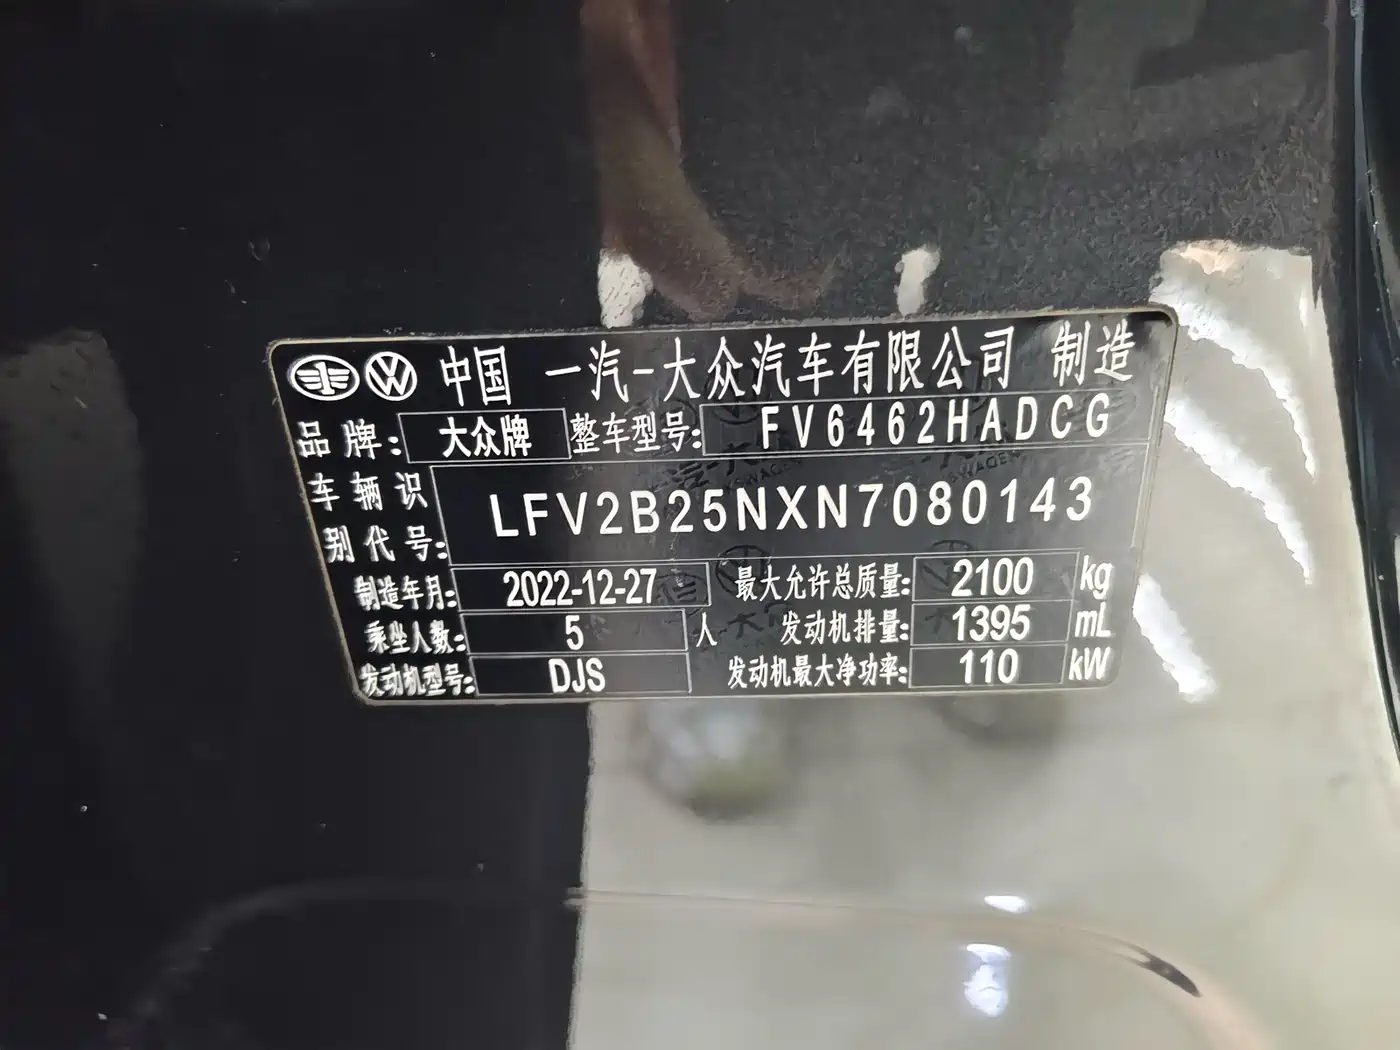 中国 一汽-大众汽车有限公司 制造
品牌: 大众牌 整车型号: FV6462HADCG
车辆识别代号: LFV2B25NXN7080143
制造年月: 2022-12-27 最大允许总质量: 2100 kg
乘坐人数: 5 人 发动机排量: 1395 mL
发动机型号: DJS 发动机最大净功率: 110 kW